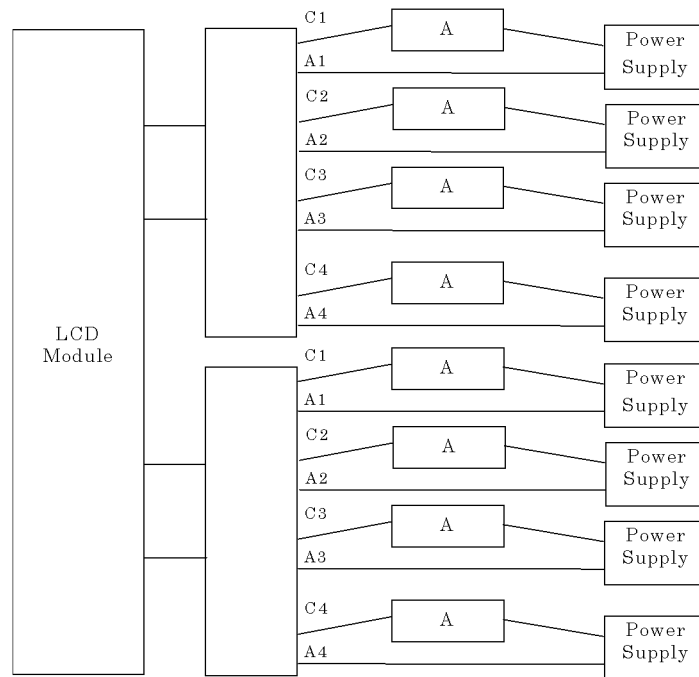 C1
A
Power
Supply
A1
C2
A
Power
Supply
A2
C3
A
Power
Supply
A3
C4
A
Power
Supply
A4
LCD
Module
C1
A
Power
Supply
A1
C2
A
Power
Supply
A2
C3
A
Power
Supply
A3
C4
A
Power
Supply
A4